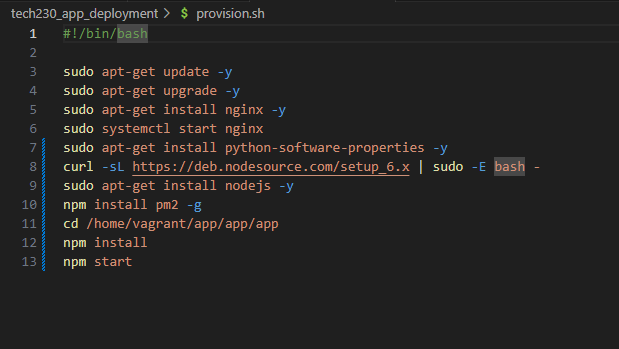 tech230_app_deployment > $ provision.sh
1 #!/bin/bash
2
3 sudo apt-get update -y
4 sudo apt-get upgrade -y
5 sudo apt-get install nginx -y
6 sudo systemctl start nginx
7 sudo apt-get install python-software-properties -y
8 curl -sL https://deb.nodesource.com/setup_6.x | sudo -E bash -
9 sudo apt-get install nodejs -y
10 npm install pm2 -g
11 cd /home/vagrant/app/app/app
12 npm install
13 npm start